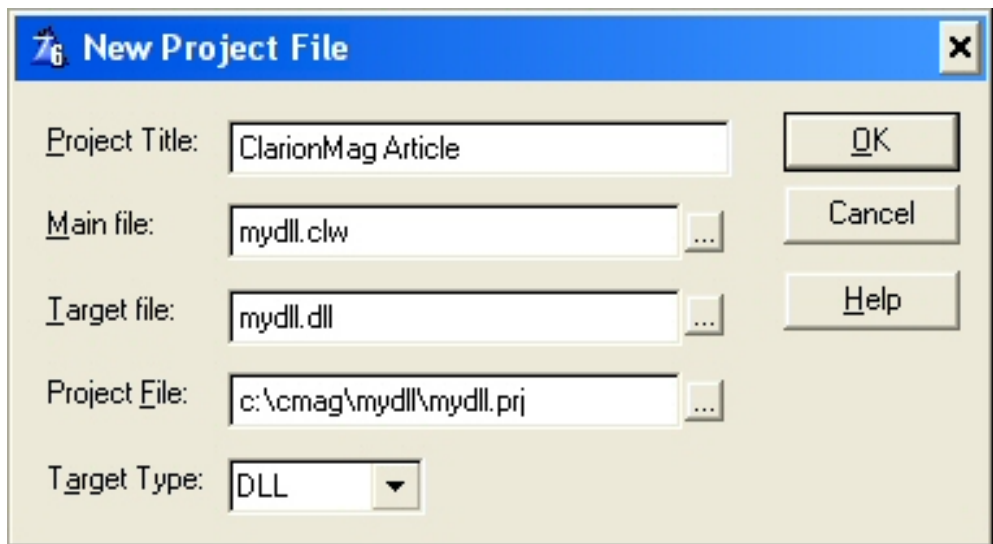 76 New Project File
Project Title: ClarionMag Article
OK
Main file: mydll.clw ...
Cancel
Target file: mydll.dll ...
Help
Project File: c:\cmag\mydll\mydll.prj ...
Target Type: DLL